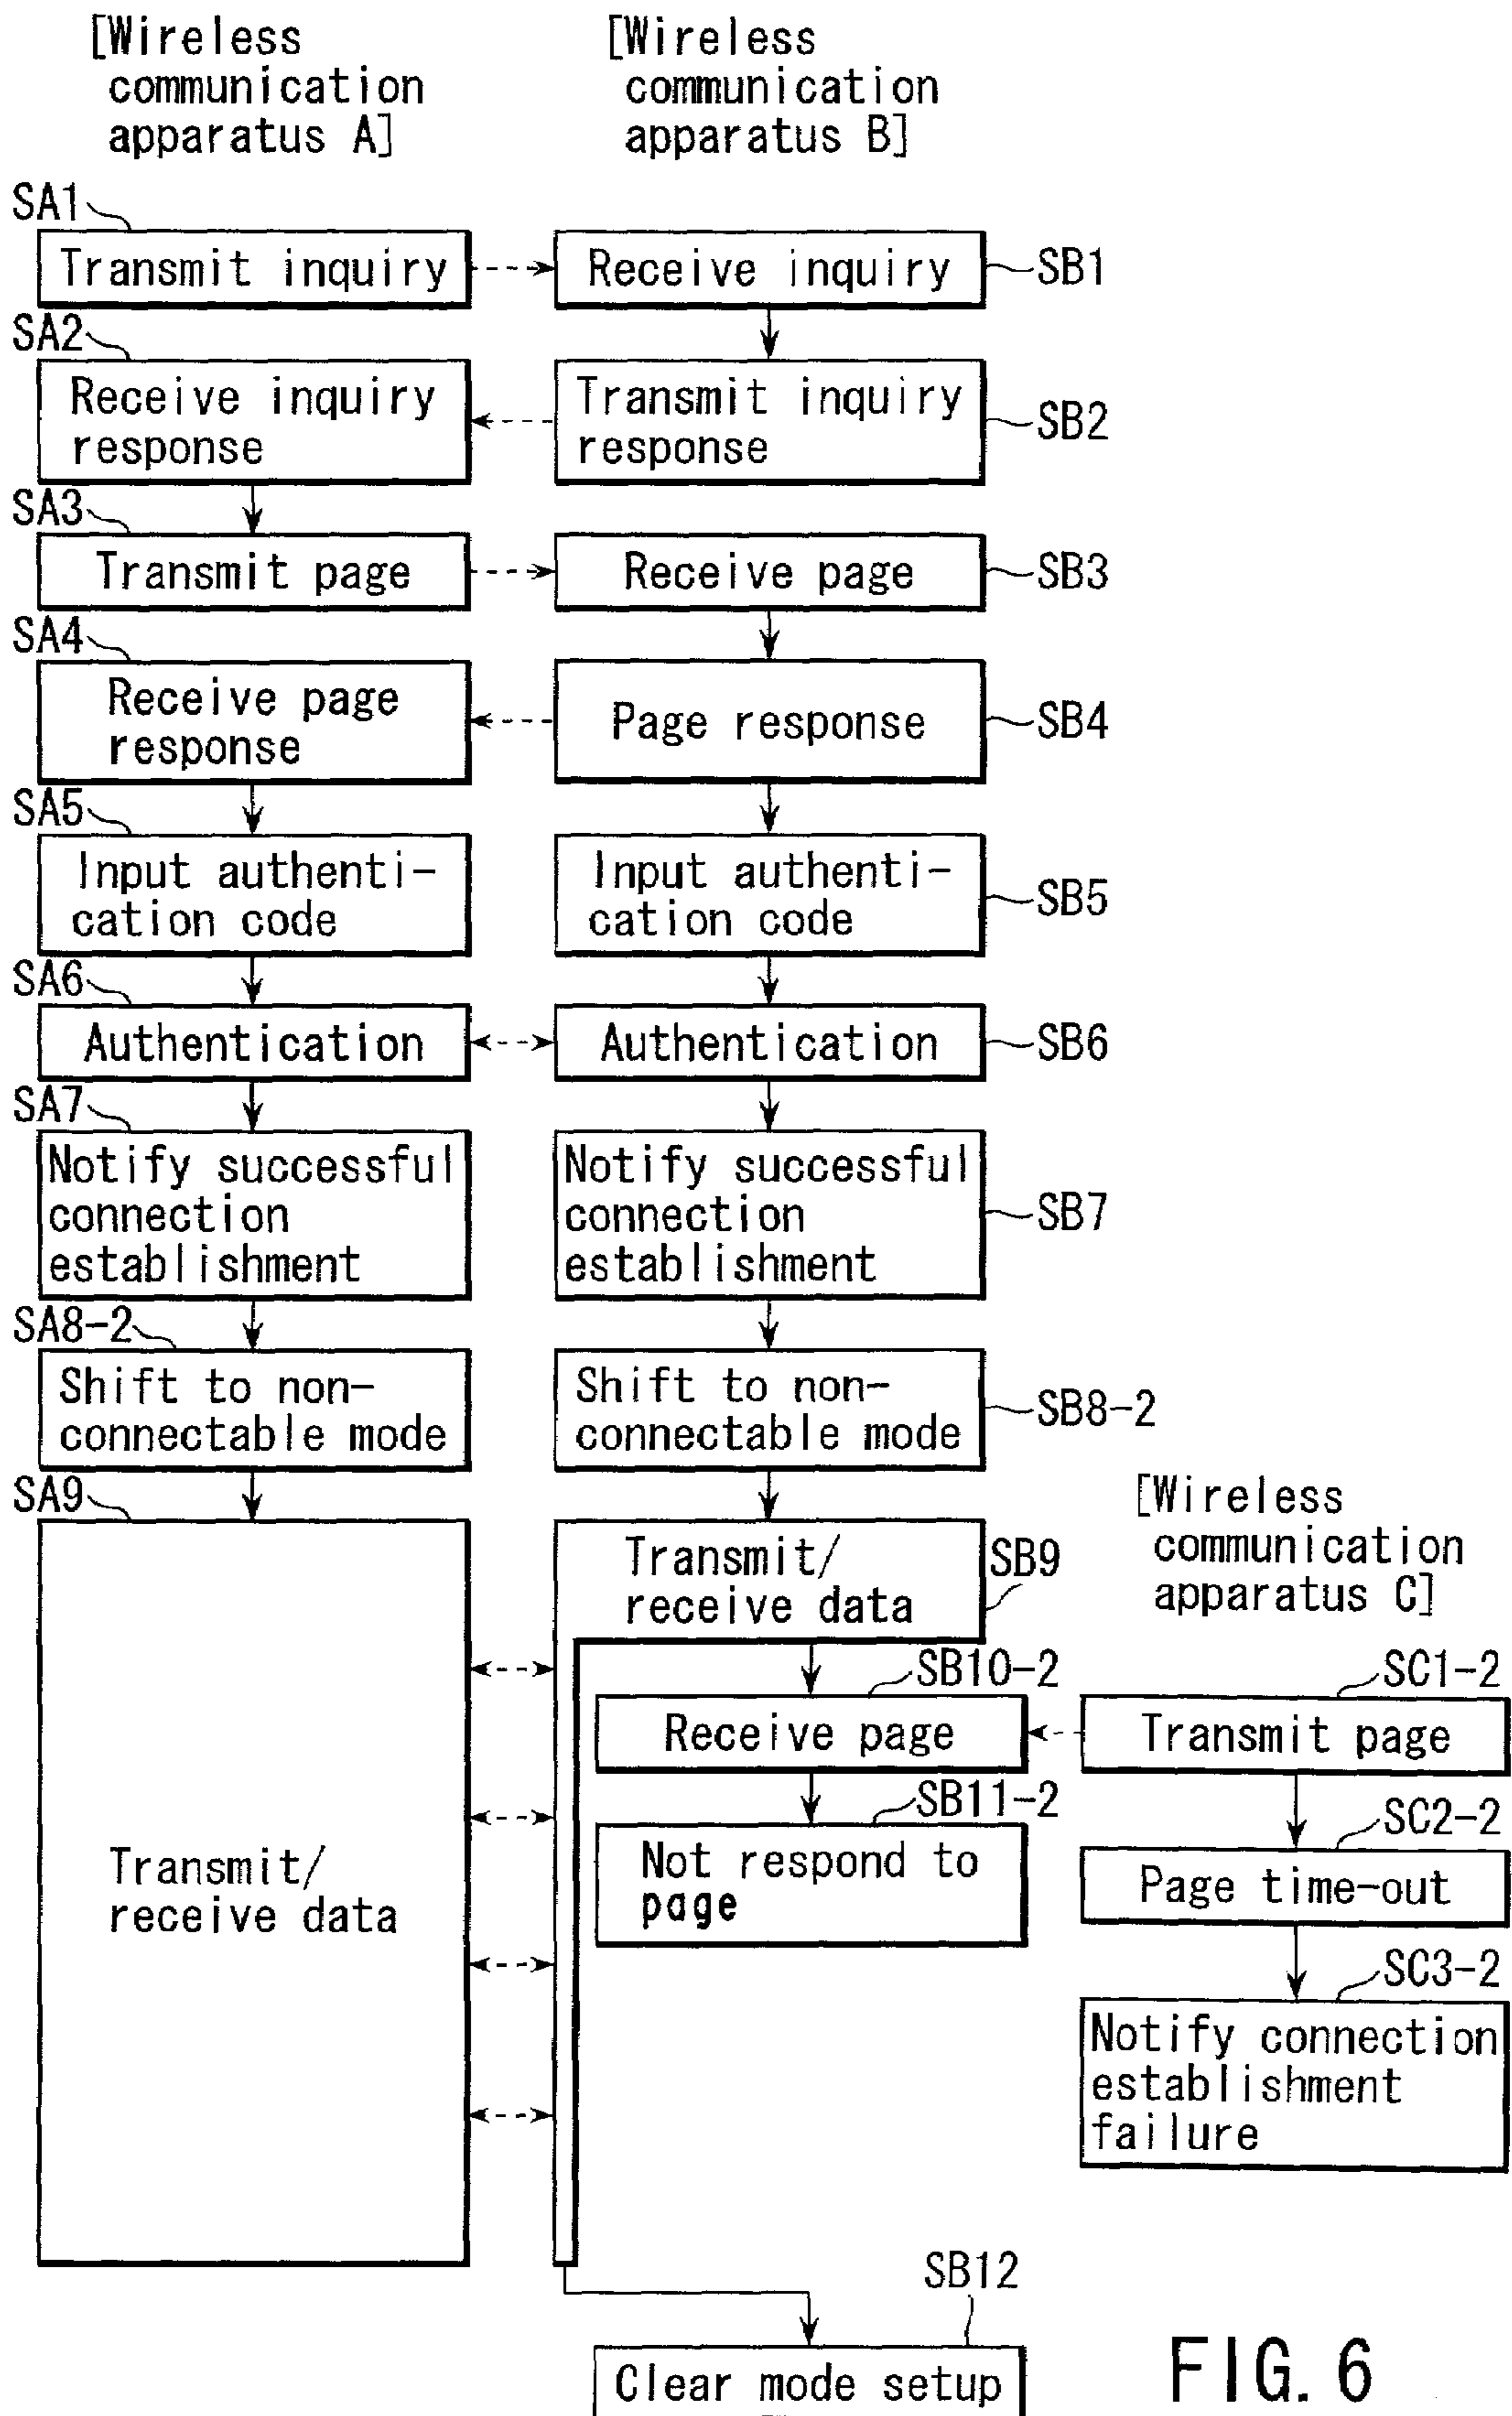 [Wireless
communication
apparatus A]
[Wireless
communication
apparatus B]
SA1
Transmit inquiry
Receive inquiry
SB1
SA2
Receive inquiry
response
Transmit inquiry
response
SB2
SA3
Transmit page
Receive page
SB3
SA4
Receive page
response
Page response
SB4
SA5
Input authenti-
cation code
Input authenti-
cation code
SB5
SA6
Authentication
Authentication
SB6
SA7
Notify successful
connection
establishment
Notify successful
connection
establishment
SB7
SA8-2
Shift to non-
connectable mode
Shift to non-
connectable mode
SB8-2
SA9
Transmit/
receive data
Transmit/
receive data
SB9
[Wireless
communication
apparatus C]
SB10-2
Receive page
SC1-2
Transmit page
SB11-2
Not respond to
page
SC2-2
Page time-out
SC3-2
Notify connection
establishment
failure
SB12
Clear mode setup
FIG. 6